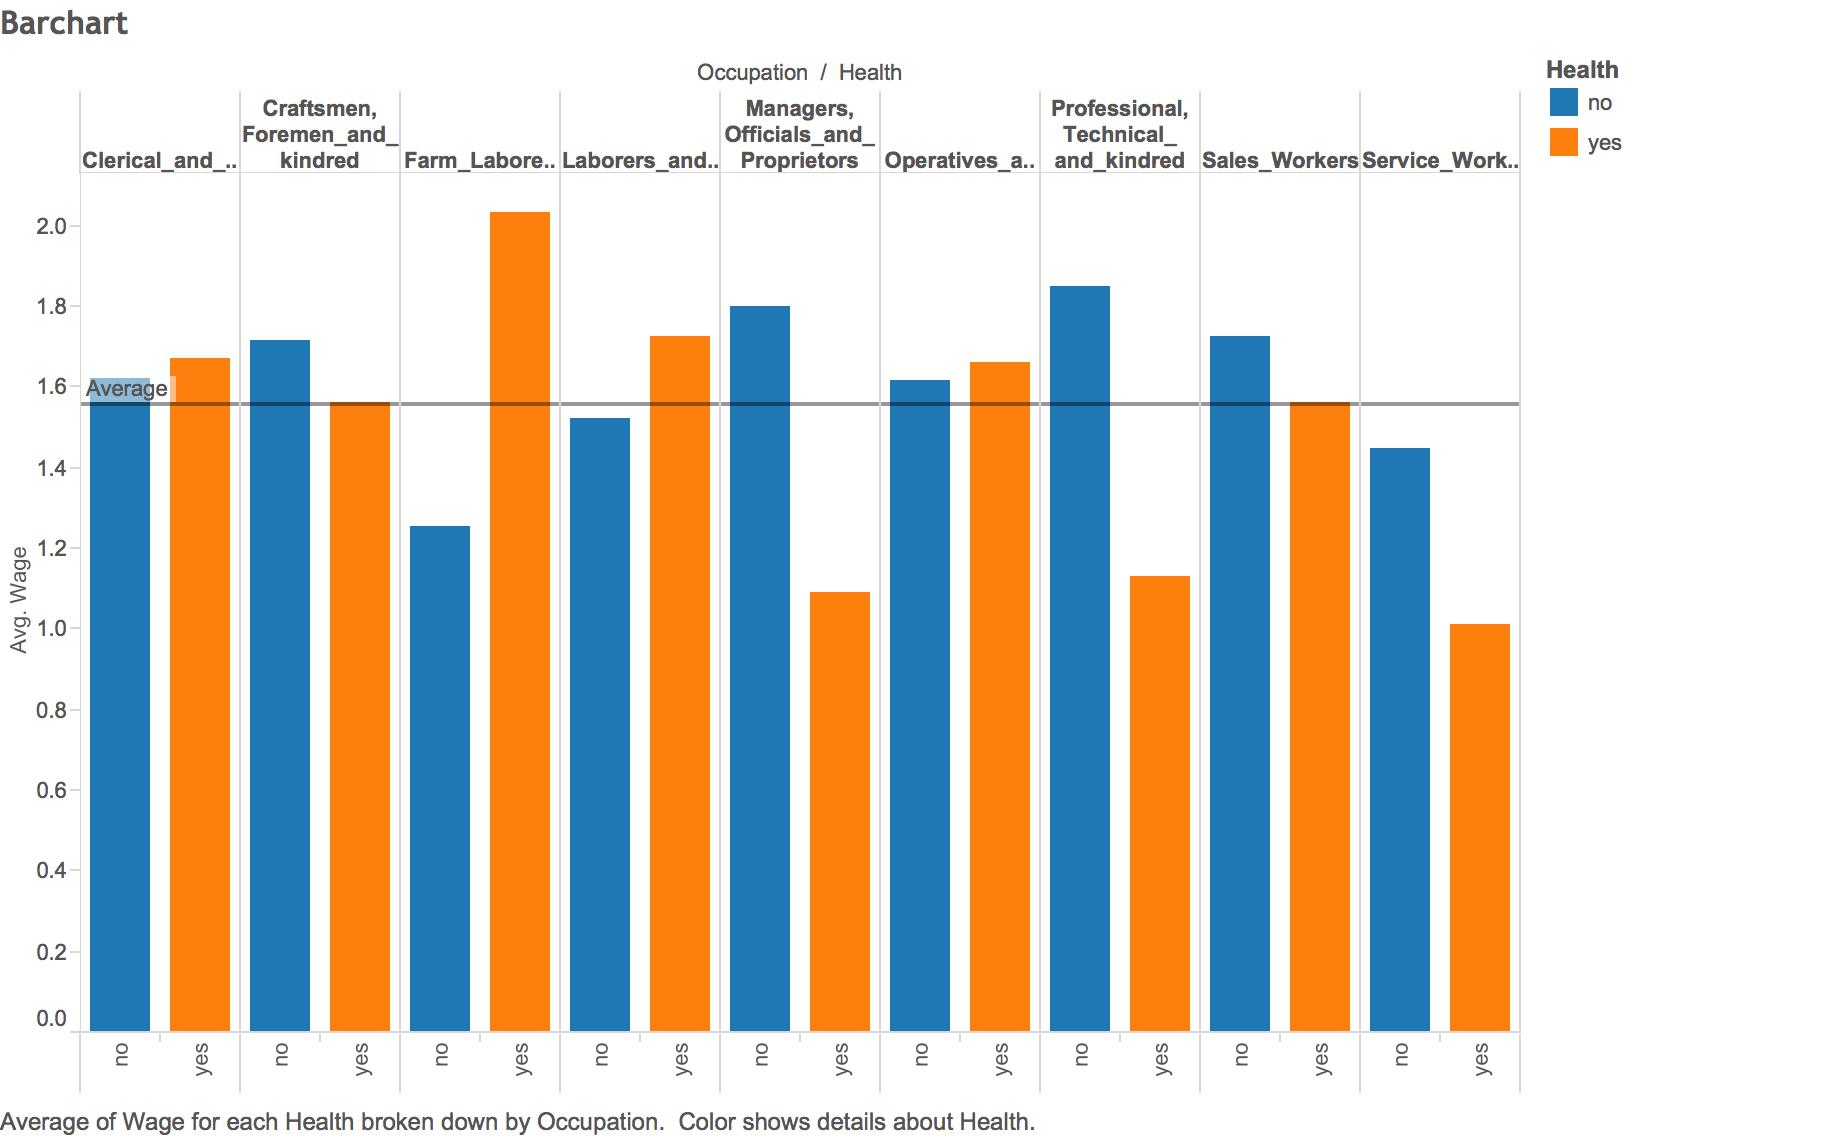 Barchart
Occupation / Health
Clerical_and_..
Craftsmen,
Foremen_and_
kindred
Farm_Labore..
Laborers_and..
Managers,
Officials_and_
Proprietors
Operatives_a..
Professional,
Technical_
and_kindred
Sales_Workers
Service_Work..
Health
no
yes
2.0
1.8
1.6
1.4
1.2
1.0
0.8
0.6
0.4
0.2
0.0
Avg. Wage
Average
no
yes
no
yes
no
yes
no
yes
no
yes
no
yes
no
yes
no
yes
no
yes
Average of Wage for each Health broken down by Occupation.  Color shows details about Health.